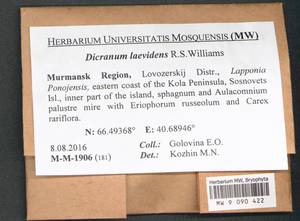 HERBARIUM UNIVERSITATIS MOSQUENSIS (MW)
Dicranum laevidens R.S.Williams
Murmansk Region, Lovozerskij Distr., Lapponia
Ponojensis, eastern coast of the Kola Peninsula, Sosnovets
Isl., inner part of the island, sphagnum and Aulacomnium
palustre mire with Eriophorum russeolum and Carex
rariflora.
N: 66.49368° E: 40.68946°
8.08.2016 Coll.: Golovina E.O.
M-M-1906 (181) Det.: Kozhin M.N.
Herbarium MW, Bryophyta
MW 9 090 422